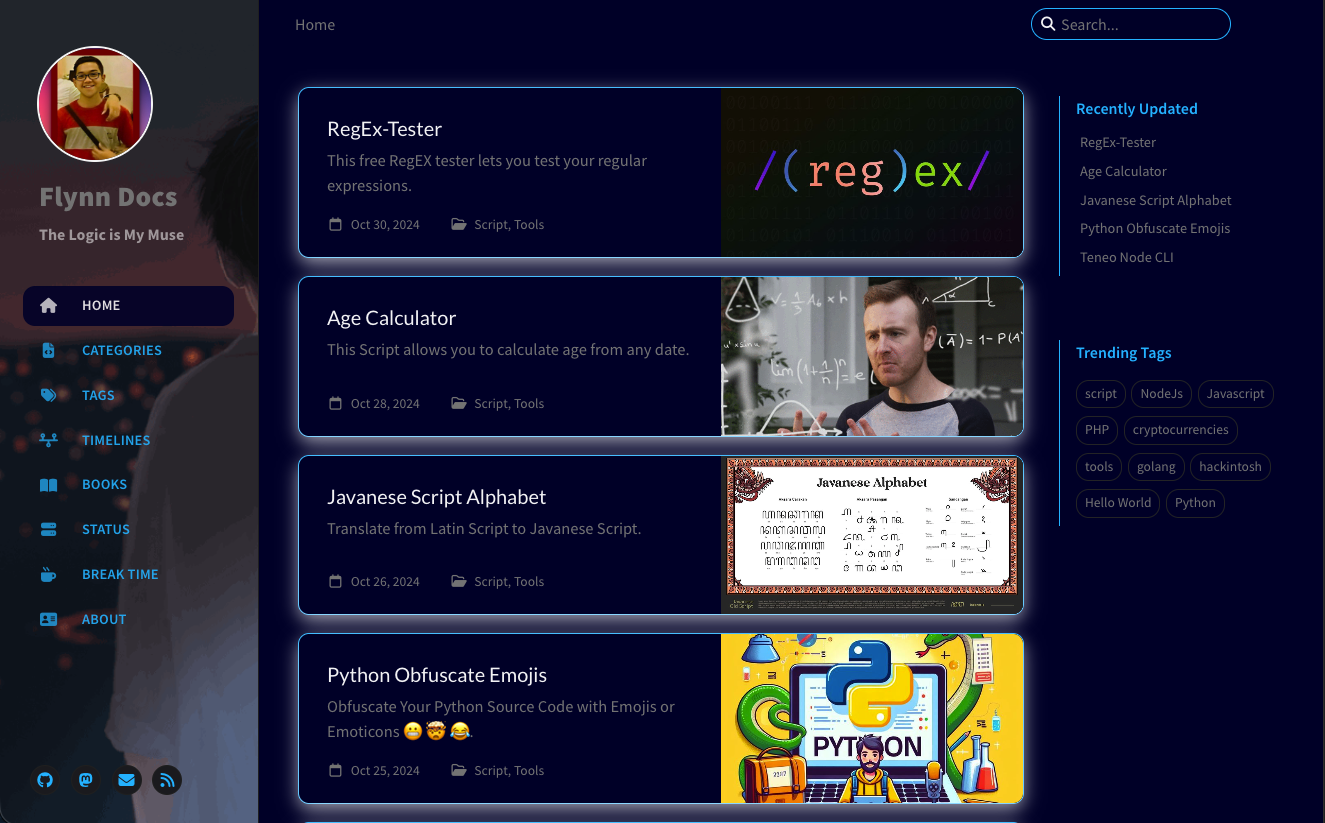 Home
Search...
Flynn Docs
The Logic is My Muse
HOME
CATEGORIES
TAGS
TIMELINES
BOOKS
STATUS
BREAK TIME
ABOUT
RegEx-Tester
This free RegEX tester lets you test your regular
expressions.
Oct 30, 2024
Script, Tools
/(reg)ex/
Age Calculator
This Script allows you to calculate age from any date.
Oct 28, 2024
Script, Tools
Javanese Script Alphabet
Translate from Latin Script to Javanese Script.
Oct 26, 2024
Script, Tools
Javanese Alphabet
Python Obfuscate Emojis
Obfuscate Your Python Source Code with Emojis or
Emoticons 😬 🤯 😂.
Oct 25, 2024
Script, Tools
PYTHON
Recently Updated
RegEx-Tester
Age Calculator
Javanese Script Alphabet
Python Obfuscate Emojis
Teneo Node CLI
Trending Tags
script NodeJs Javascript
PHP cryptocurrencies
tools golang hackintosh
Hello World Python